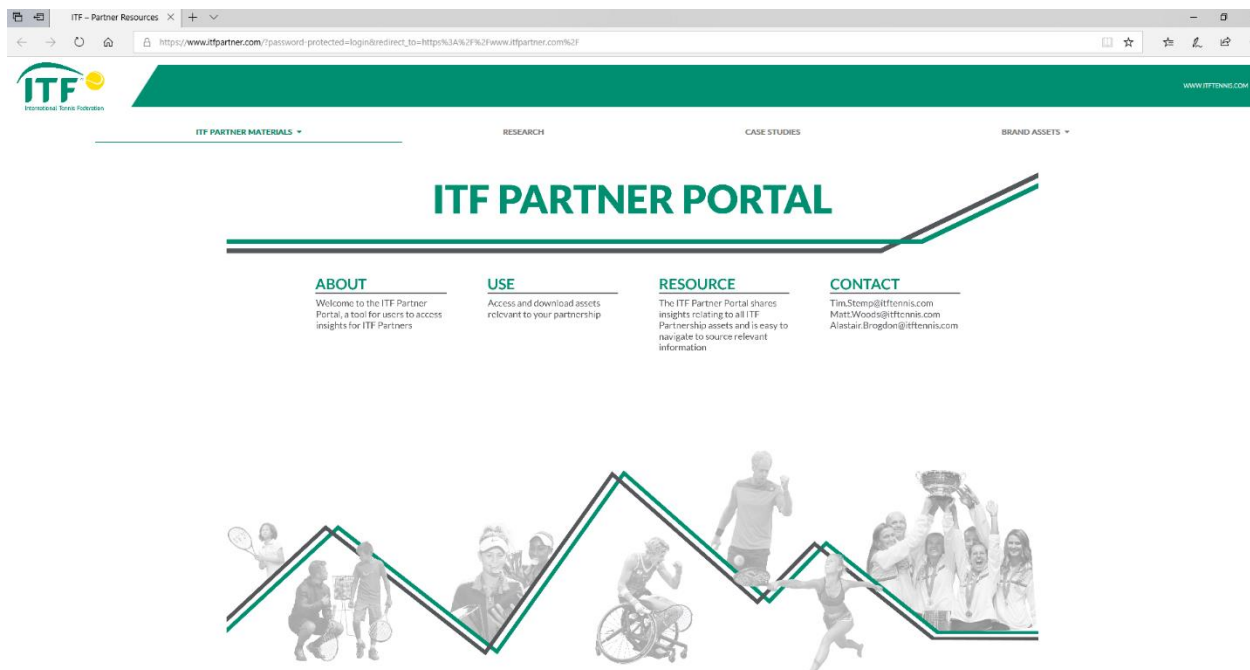 ITF – Partner Resources
https://www.itfpartner.com/?password-protected=login&redirect_to=https%3A%2F%2Fwww.itfpartner.com%2F
ITF
International Tennis Federation
WWW.ITFTENNIS.COM
ITF PARTNER MATERIALS
RESEARCH
CASE STUDIES
BRAND ASSETS
ITF PARTNER PORTAL
ABOUT
Welcome to the ITF Partner
Portal, a tool for users to access
insights for ITF Partners
USE
Access and download assets
relevant to your partnership
RESOURCE
The ITF Partner Portal shares
insights relating to all ITF
Partnership assets and is easy to
navigate to source relevant
information
CONTACT
Tim.Stemp@itftennis.com
Matt.Woods@itftennis.com
Alastair.Brogdon@itftennis.com